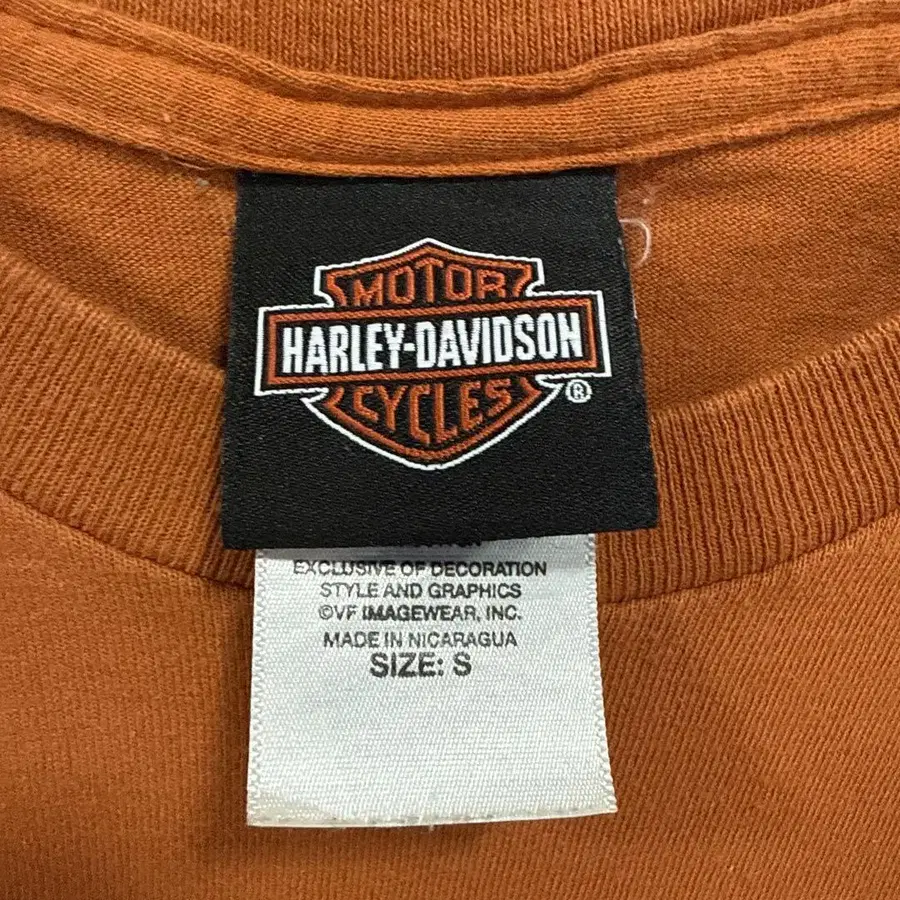 MOTOR
HARLEY-DAVIDSON
CYCLES
®
EXCLUSIVE OF DECORATION
STYLE AND GRAPHICS
©VF IMAGEWEAR, INC.
MADE IN NICARAGUA
SIZE: S